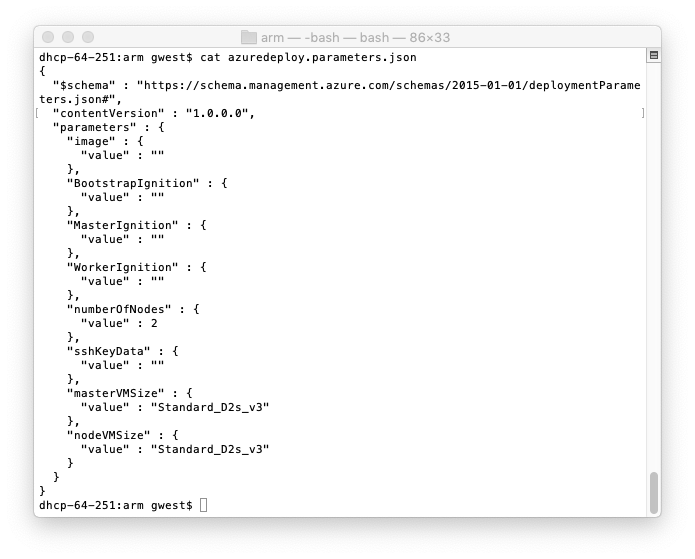 arm — -bash — bash — 86×33
dhcp-64-251:arm gwest$ cat azuredeploy.parameters.json
{
  "$schema" : "https://schema.management.azure.com/schemas/2015-01-01/deploymentParame
ters.json#",
[  "contentVersion" : "1.0.0.0",                                                       ]
  "parameters" : {
    "image" : {
      "value" : ""
    },
    "BootstrapIgnition" : {
      "value" : ""
    },
    "MasterIgnition" : {
      "value" : ""
    },
    "WorkerIgnition" : {
      "value" : ""
    },
    "numberOfNodes" : {
      "value" : 2
    },
    "sshKeyData" : {
      "value" : ""
    },
    "masterVMSize" : {
      "value" : "Standard_D2s_v3"
    },
    "nodeVMSize" : {
      "value" : "Standard_D2s_v3"
    }
  }
}
dhcp-64-251:arm gwest$